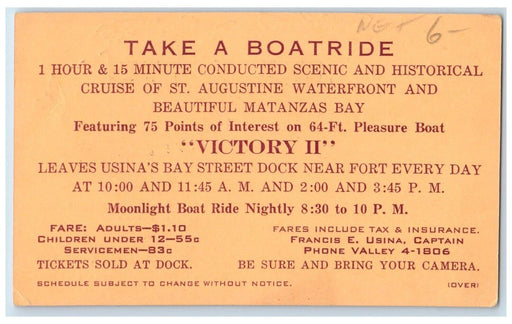 NET 6-
TAKE A BOATRIDE
1 HOUR & 15 MINUTE CONDUCTED SCENIC AND HISTORICAL
CRUISE OF ST. AUGUSTINE WATERFRONT AND
BEAUTIFUL MATANZAS BAY
Featuring 75 Points of Interest on 64-Ft. Pleasure Boat
"VICTORY II"
LEAVES USINA'S BAY STREET DOCK NEAR FORT EVERY DAY
AT 10:00 AND 11:45 A. M. AND 2:00 AND 3:45 P. M.
Moonlight Boat Ride Nightly 8:30 to 10 P. M.
FARE: ADULTS—$1.10
CHILDREN UNDER 12—55c
SERVICEMEN—83c
FARES INCLUDE TAX & INSURANCE.
FRANCIS E. USINA, CAPTAIN
PHONE VALLEY 4-1806
TICKETS SOLD AT DOCK. BE SURE AND BRING YOUR CAMERA.
SCHEDULE SUBJECT TO CHANGE WITHOUT NOTICE. (OVER)